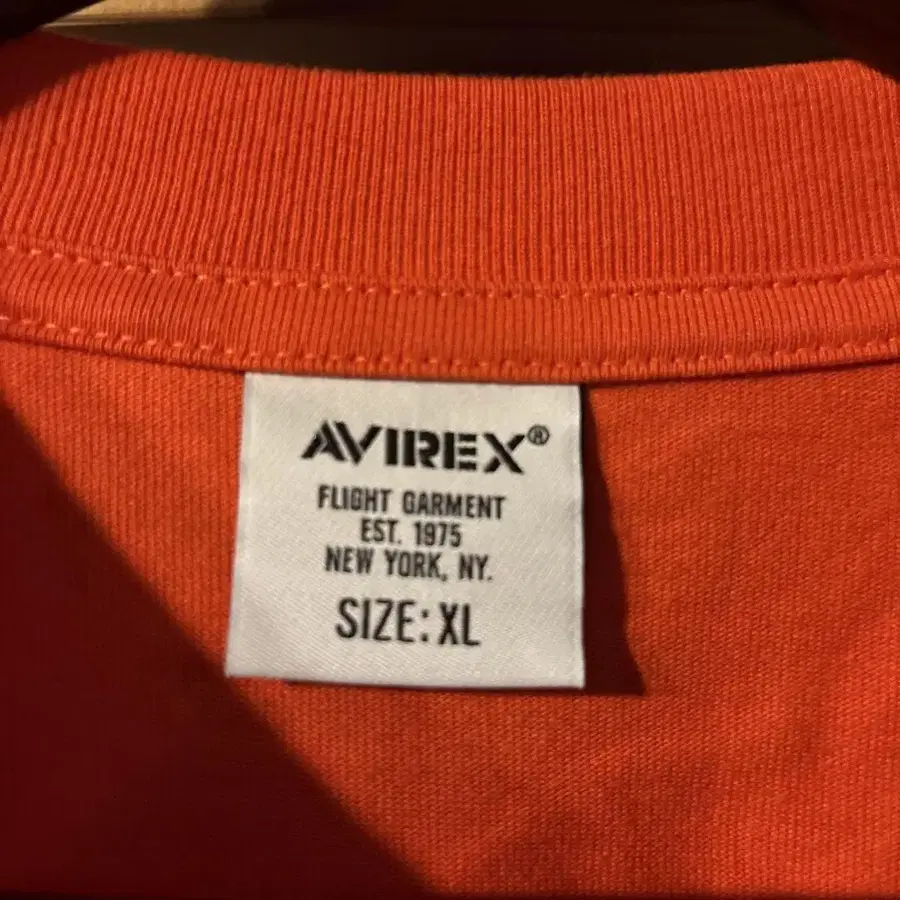 AVIREX®
FLIGHT GARMENT
EST. 1975
NEW YORK, NY.
SIZE: XL